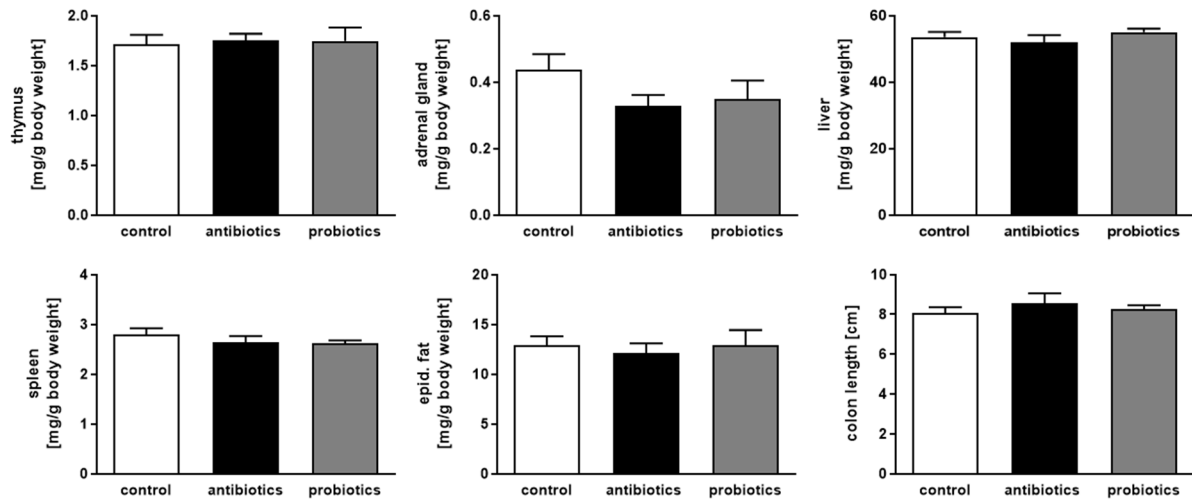 thymus
[mg/g body weight]
2.0
1.5
1.0
0.5
0.0
control antibiotics probiotics
adrenal gland
[mg/g body weight]
0.6
0.4
0.2
0.0
control antibiotics probiotics
liver
[mg/g body weight]
60
40
20
0
control antibiotics probiotics
spleen
[mg/g body weight]
4
3
2
1
0
control antibiotics probiotics
epid. fat
[mg/g body weight]
20
15
10
5
0
control antibiotics probiotics
colon length [cm]
10
8
6
4
2
0
control antibiotics probiotics